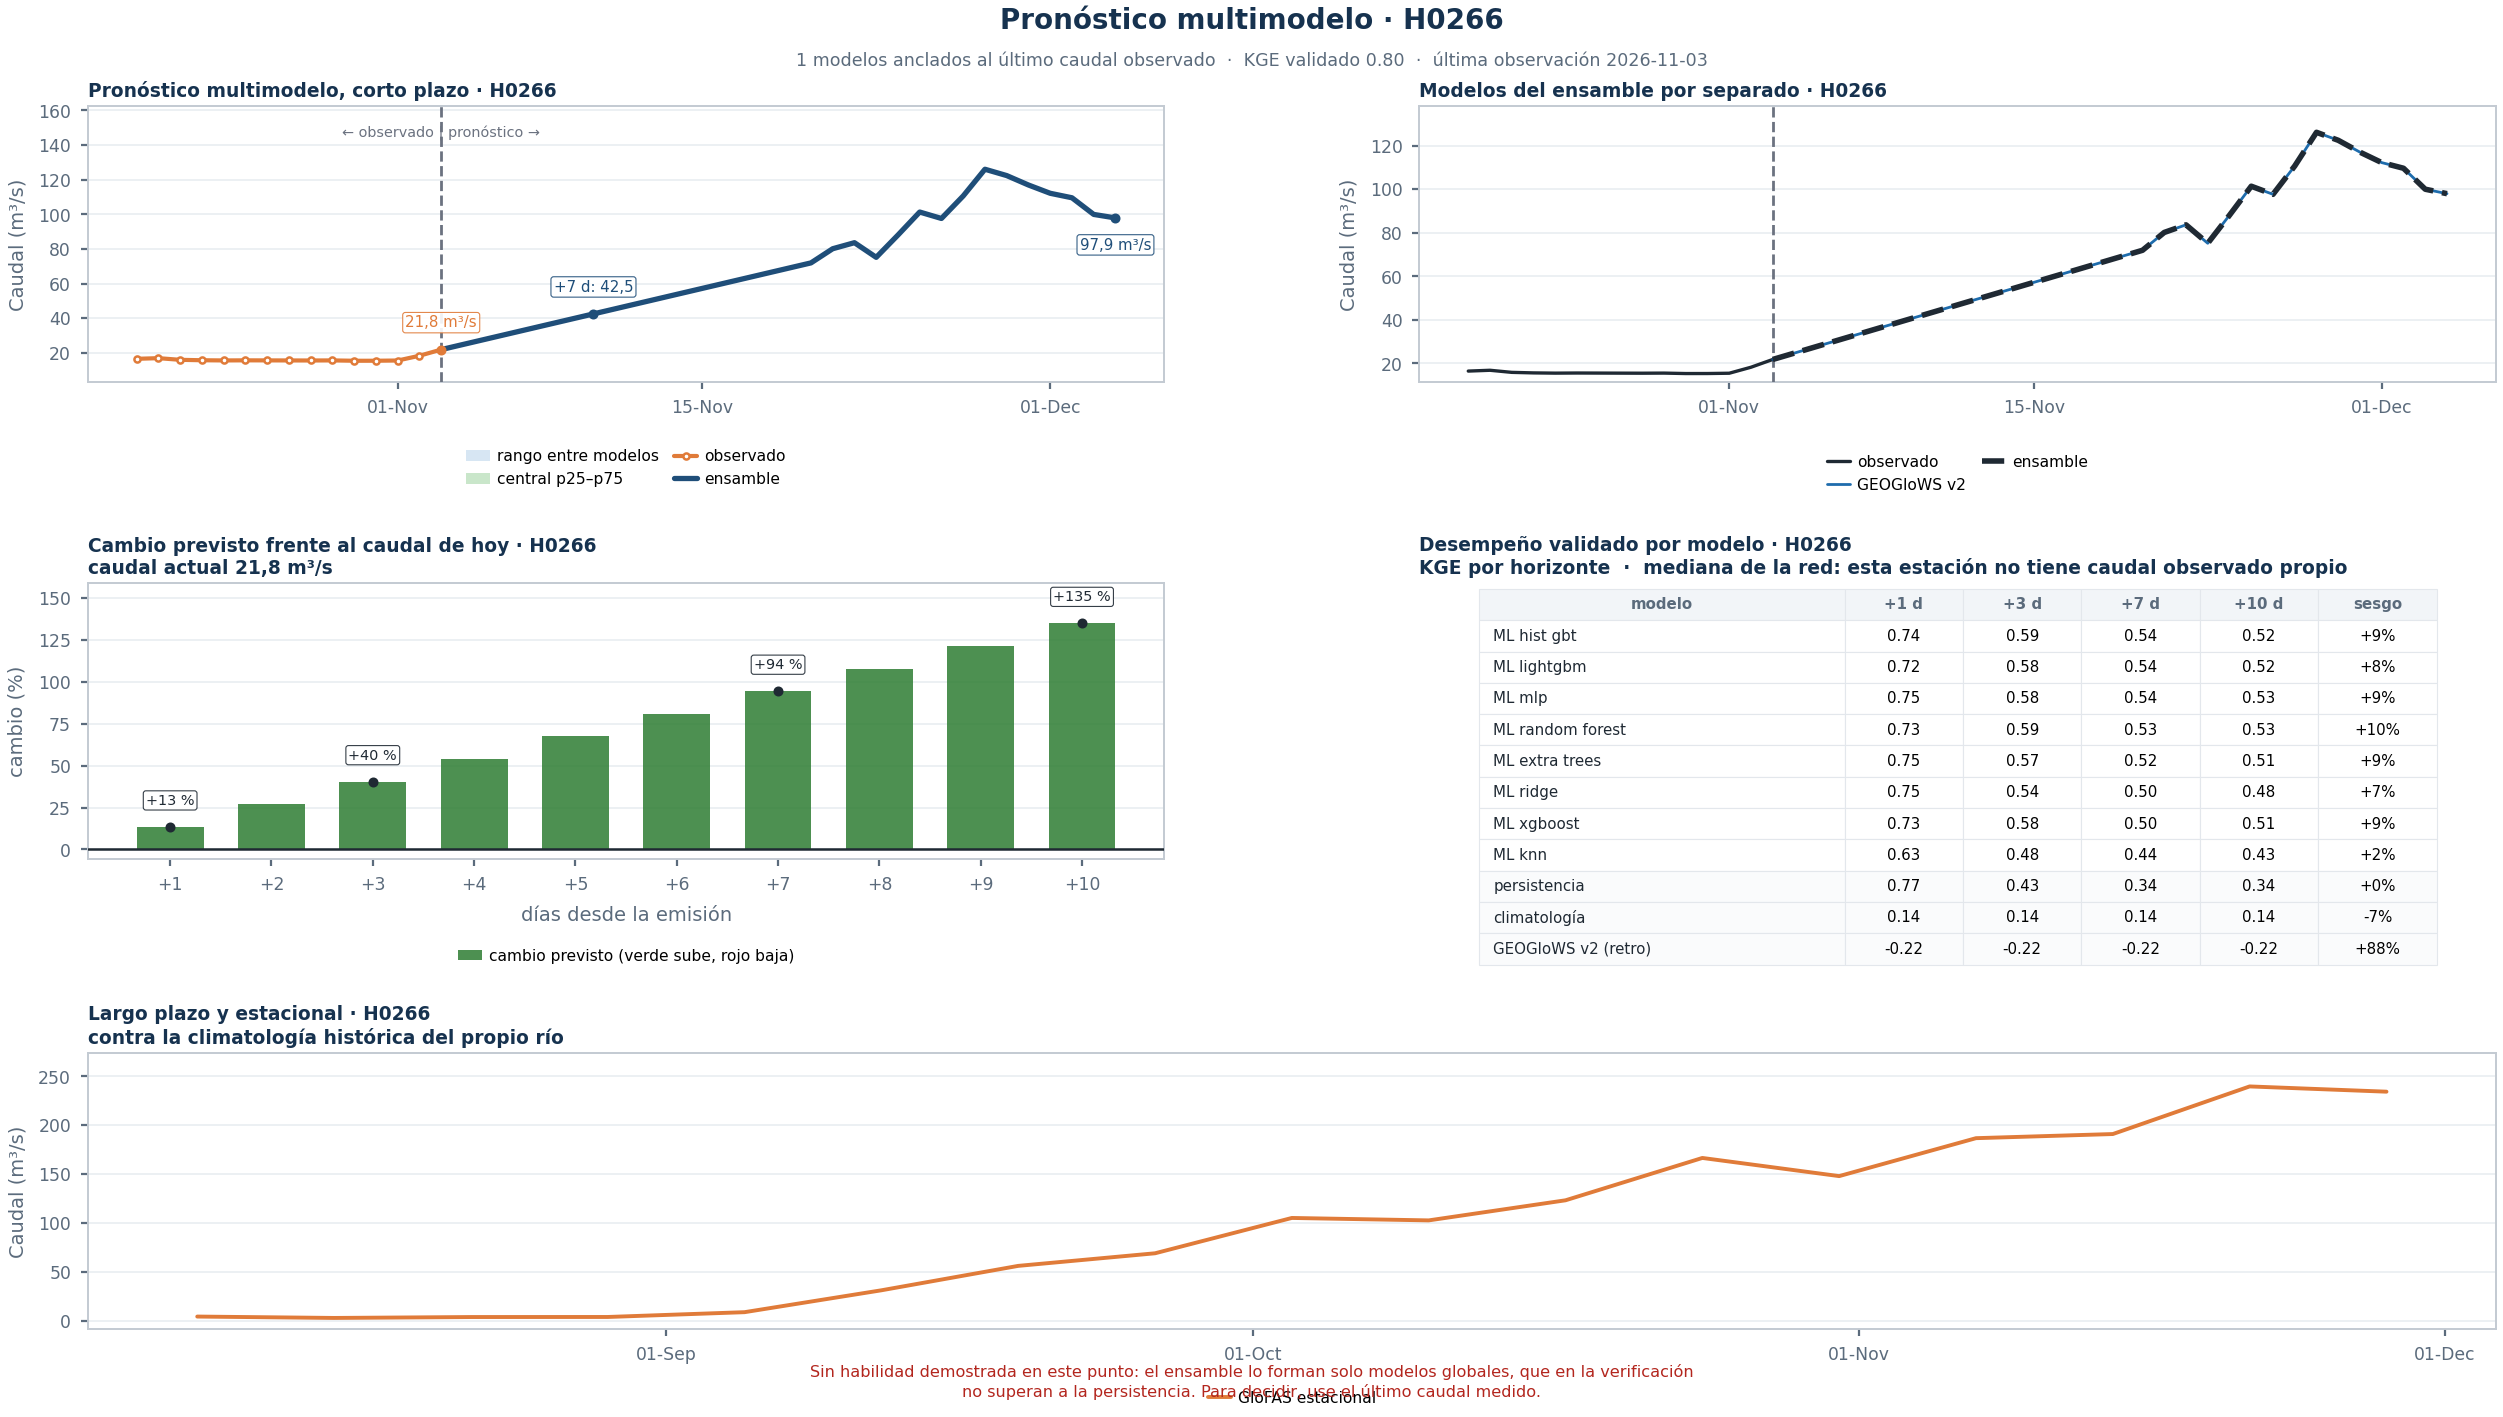 Pronóstico multimodelo · H0266
1 modelos anclados al último caudal observado · KGE validado 0.80 · última observación 2026-11-03
Pronóstico multimodelo, corto plazo · H0266
Caudal (m³/s)
160
140
120
100
80
60
40
20
← observado
pronóstico →
21,8 m³/s
+7 d: 42,5
97,9 m³/s
01-Nov
15-Nov
01-Dec
rango entre modelos
central p25–p75
observado
ensamble
Modelos del ensamble por separado · H0266
Caudal (m³/s)
120
100
80
60
40
20
01-Nov
15-Nov
01-Dec
observado
GEOGloWS v2
ensamble
Cambio previsto frente al caudal de hoy · H0266
caudal actual 21,8 m³/s
cambio (%)
150
125
100
75
50
25
0
+13 %
+40 %
+94 %
+135 %
+1
+2
+3
+4
+5
+6
+7
+8
+9
+10
días desde la emisión
cambio previsto (verde sube, rojo baja)
Desempeño validado por modelo · H0266
KGE por horizonte · mediana de la red: esta estación no tiene caudal observado propio
modelo +1 d +3 d +7 d +10 d sesgo
ML hist gbt 0.74 0.59 0.54 0.52 +9%
ML lightgbm 0.72 0.58 0.54 0.52 +8%
ML mlp 0.75 0.58 0.54 0.53 +9%
ML random forest 0.73 0.59 0.53 0.53 +10%
ML extra trees 0.75 0.57 0.52 0.51 +9%
ML ridge 0.75 0.54 0.50 0.48 +7%
ML xgboost 0.73 0.58 0.50 0.51 +9%
ML knn 0.63 0.48 0.44 0.43 +2%
persistencia 0.77 0.43 0.34 0.34 +0%
climatología 0.14 0.14 0.14 0.14 -7%
GEOGloWS v2 (retro) -0.22 -0.22 -0.22 -0.22 +88%
Largo plazo y estacional · H0266
contra la climatología histórica del propio río
Caudal (m³/s)
250
200
150
100
50
0
01-Sep
01-Oct
01-Nov
01-Dec
Sin habilidad demostrada en este punto: el ensamble lo forman solo modelos globales, que en la verificación
no superan a la persistencia. Para decidir, use el último caudal medido.
GloFAS estacional